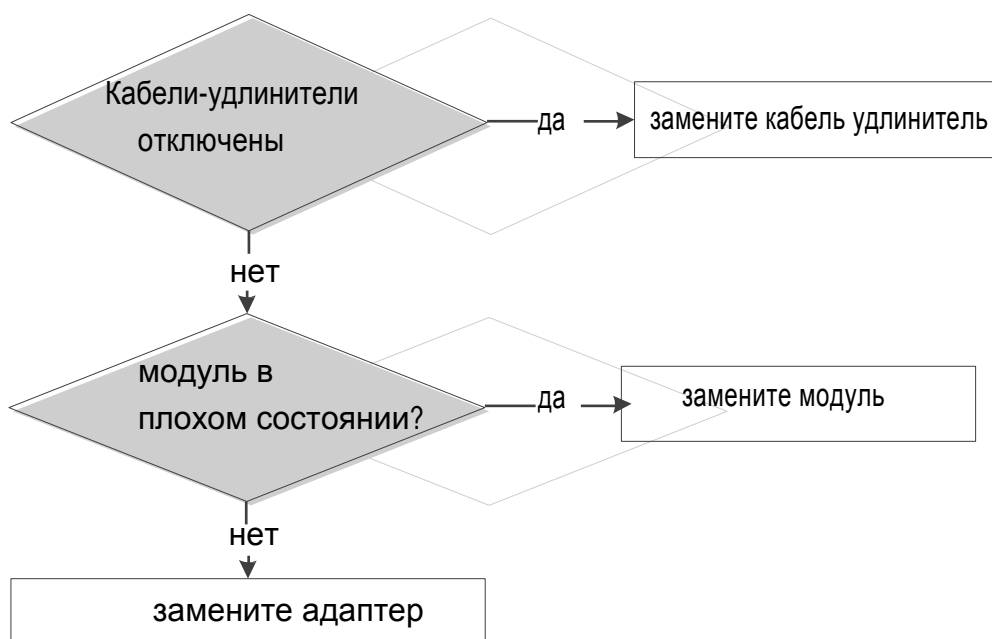 Кабели-удлинители
отключены
да
замените кабель удлинитель
нет
модуль в
плохом состоянии?
да
замените модуль
нет
замените адаптер